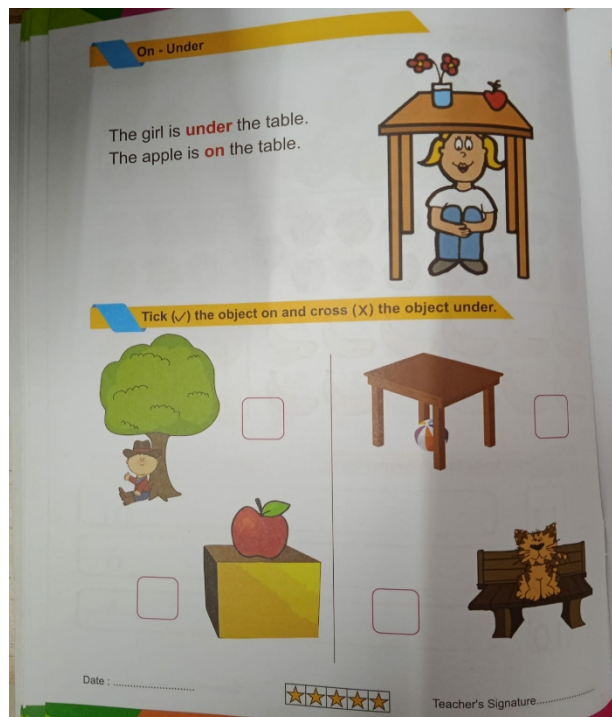 On - Under
The girl is under the table.
The apple is on the table.
Tick (✓) the object on and cross (X) the object under.
Date : ............................
Teacher's Signature.................